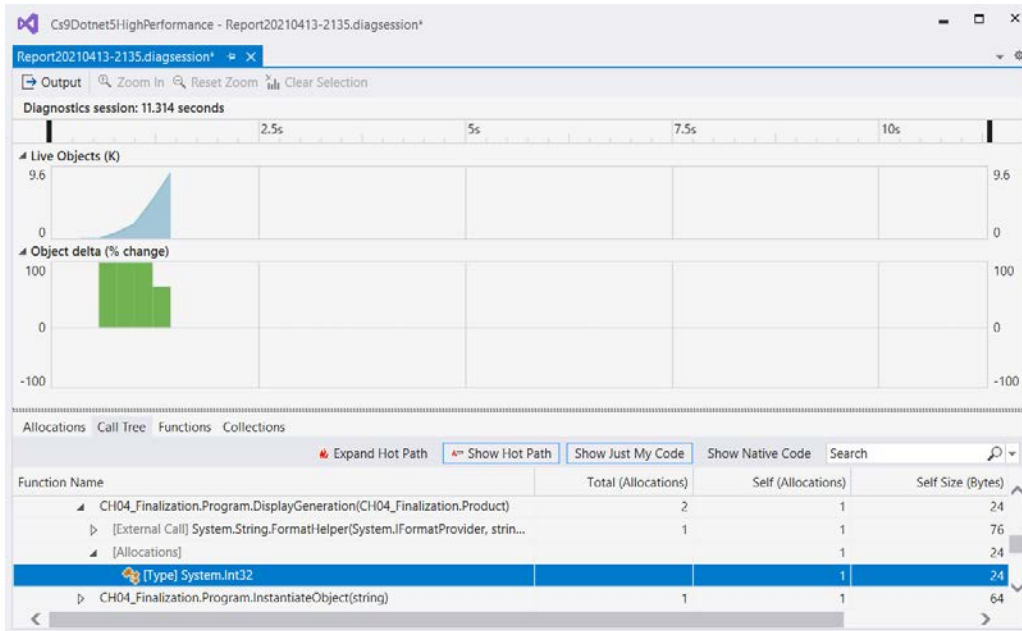 Cs9Dotnet5HighPerformance - Report20210413-2135.diagsession*
Report20210413-2135.diagsession*
Output Zoom In Reset Zoom Clear Selection
Diagnostics session: 11.314 seconds
2.5s 5s 7.5s 10s
Live Objects (K)
9.6 9.6
0 0
Object delta (% change)
100 100
0 0
-100 -100
Allocations Call Tree Functions Collections
Expand Hot Path Show Hot Path Show Just My Code Show Native Code Search
Function Name Total (Allocations) Self (Allocations) Self Size (Bytes)
CH04_Finalization.Program.DisplayGeneration(CH04_Finalization.Product) 2 1 24
[External Call] System.String.FormatHelper(System.IFormatProvider, strin... 1 1 76
[Allocations] 1 24
[Type] System.Int32 1 24
CH04_Finalization.Program.InstantiateObject(string) 1 1 64